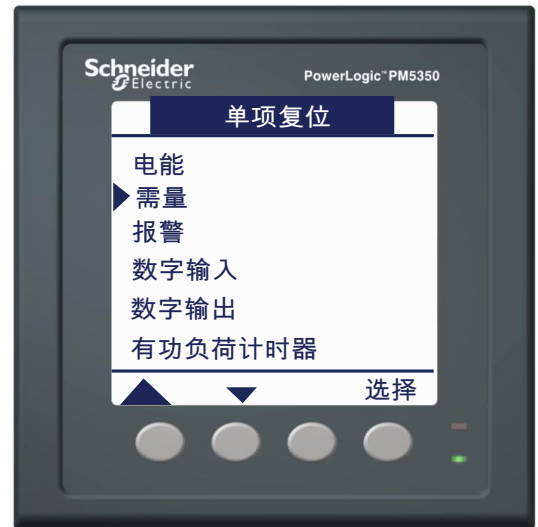 Schneider
Electric
PowerLogic™ PM5350
单项复位
电能
需量
报警
数字输入
数字输出
有功负荷计时器
选择